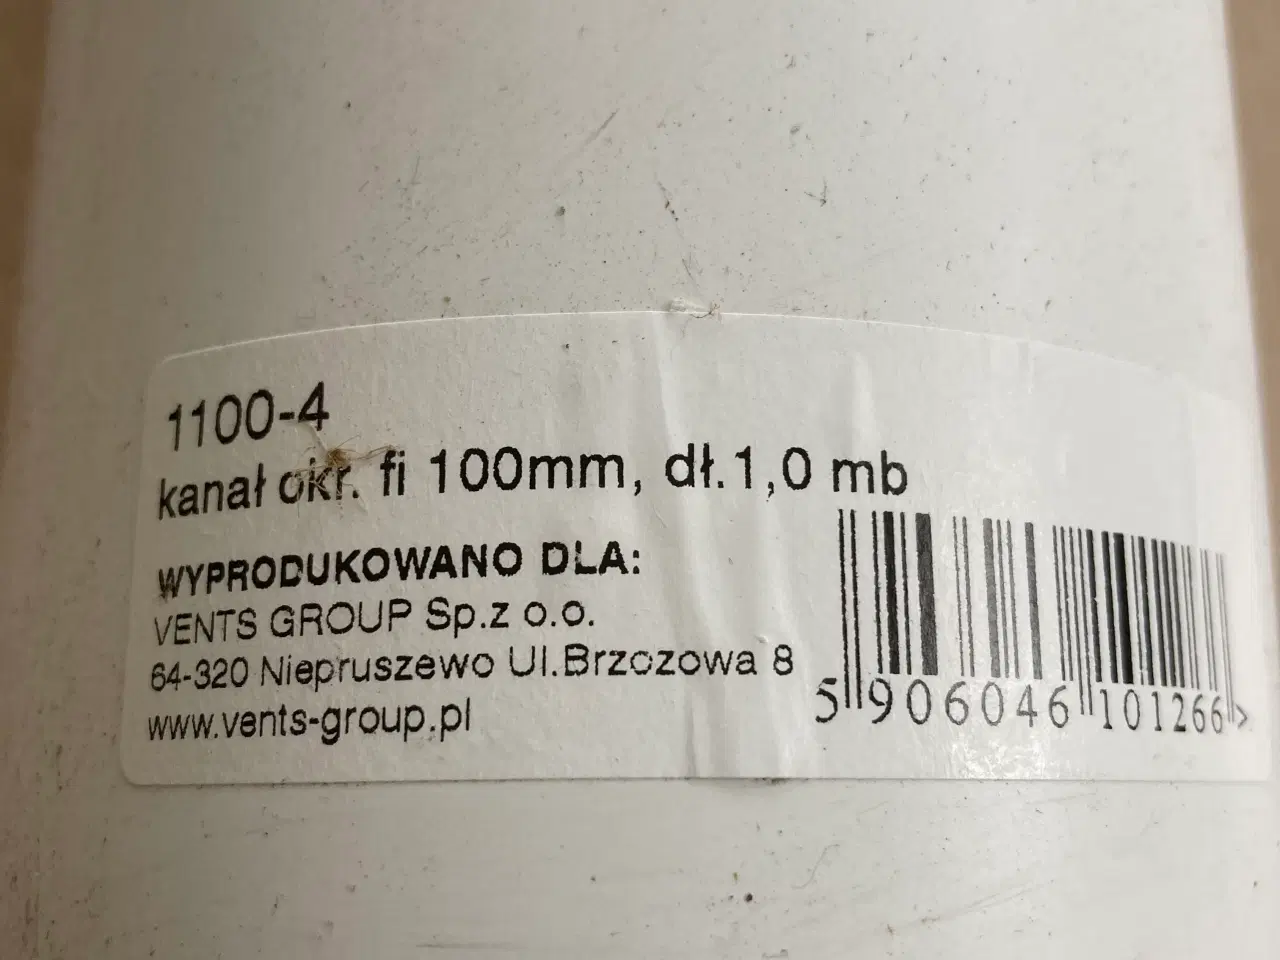 1100-4
kanał okr. fi 100mm, dł.1,0 mb
WYPRODUKOWANO DLA:
VENTS GROUP Sp.z o.o.
64-320 Niepruszewo Ul.Brzozowa 8
www.vents-group.pl
5 906046 101266 >